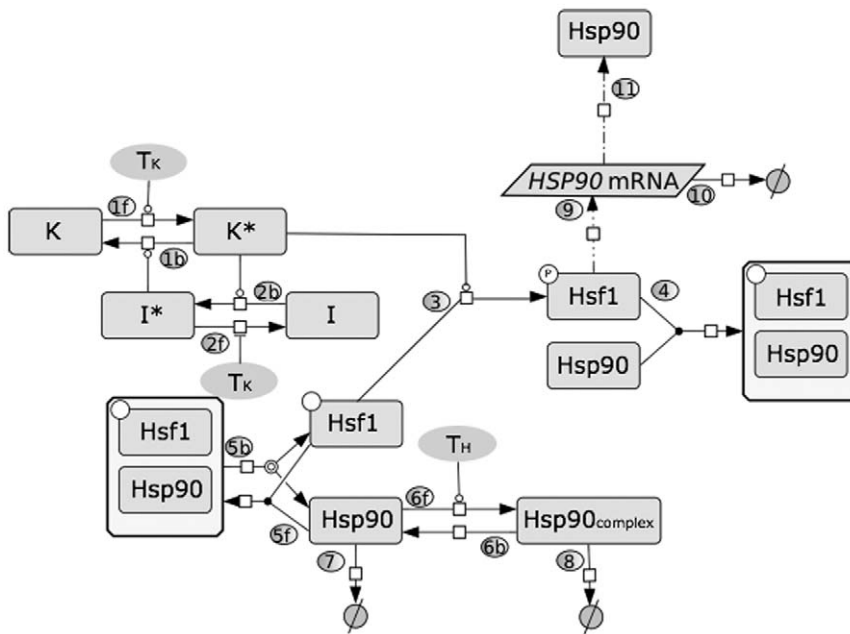 Hsp90
11
TK
HSP90 mRNA
1f
9
10
K
K*
1b
P
2b
3
Hsf1
4
Hsf1
I*
I
2f
Hsp90
Hsp90
TK
Hsf1
Hsf1
5b
TH
Hsp90
6f
Hsp90
Hsp90complex
5f
6b
7
8